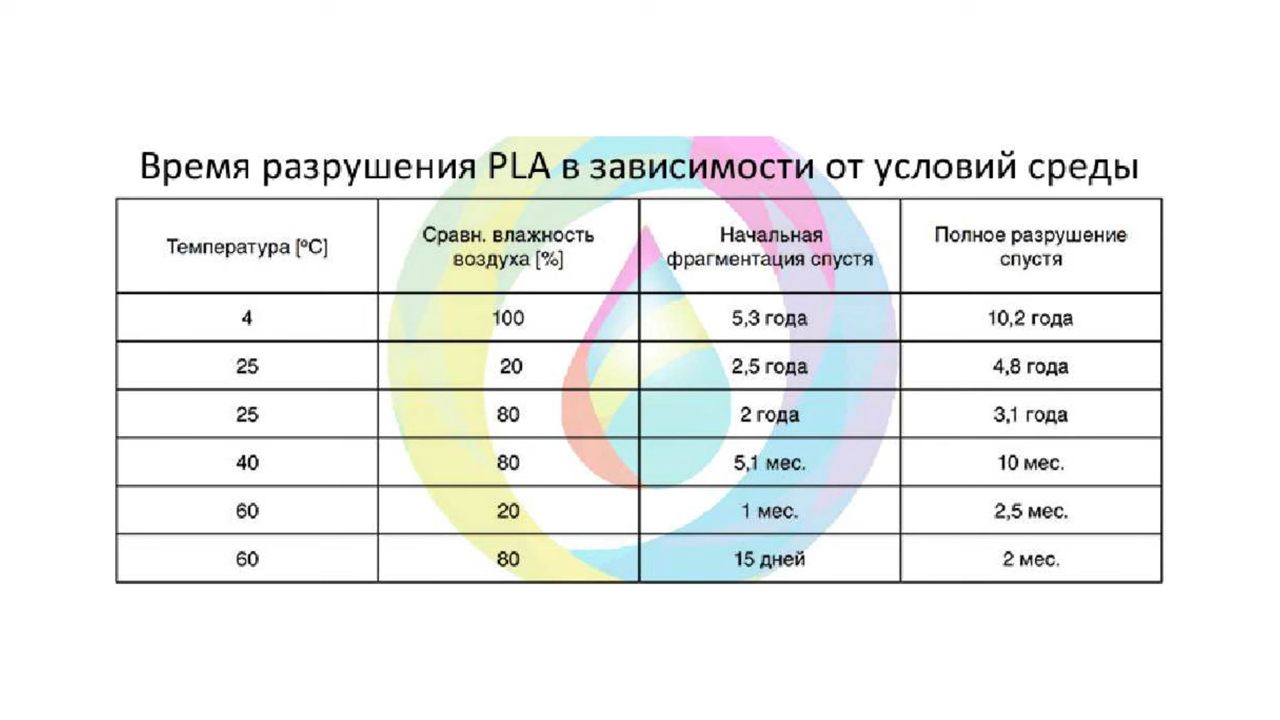 Время разрушения PLA в зависимости от условий среды
Температура [ºC]
Сравн. влажность
воздуха [%]
Начальная
фрагментация спустя
Полное разрушение
спустя
4 100 5,3 года 10,2 года
25 20 2,5 года 4,8 года
25 80 2 года 3,1 года
40 80 5,1 мес. 10 мес.
60 20 1 мес. 2,5 мес.
60 80 15 дней 2 мес.